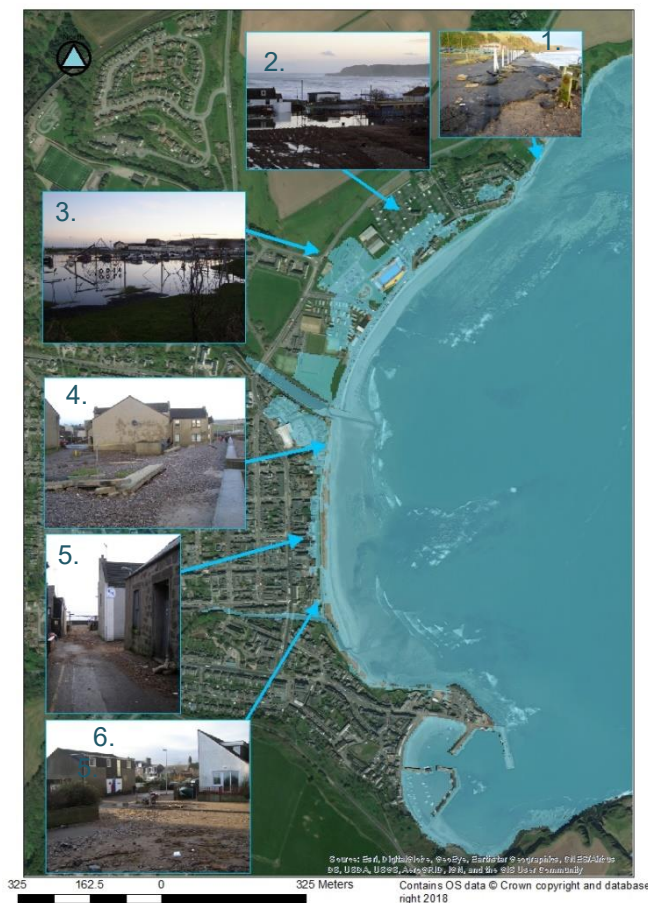 North
1.
2.
3.
4.
5.
6.
Source: Esri, DigitalGlobe, GeoEye, Earthstar Geographics, CNES/Airbus
DS, USDA, USGS, AeroGRID, IGN, and the GIS User Community
325 162.5 0 325 Meters
Contains OS data © Crown copyright and database
right 2018